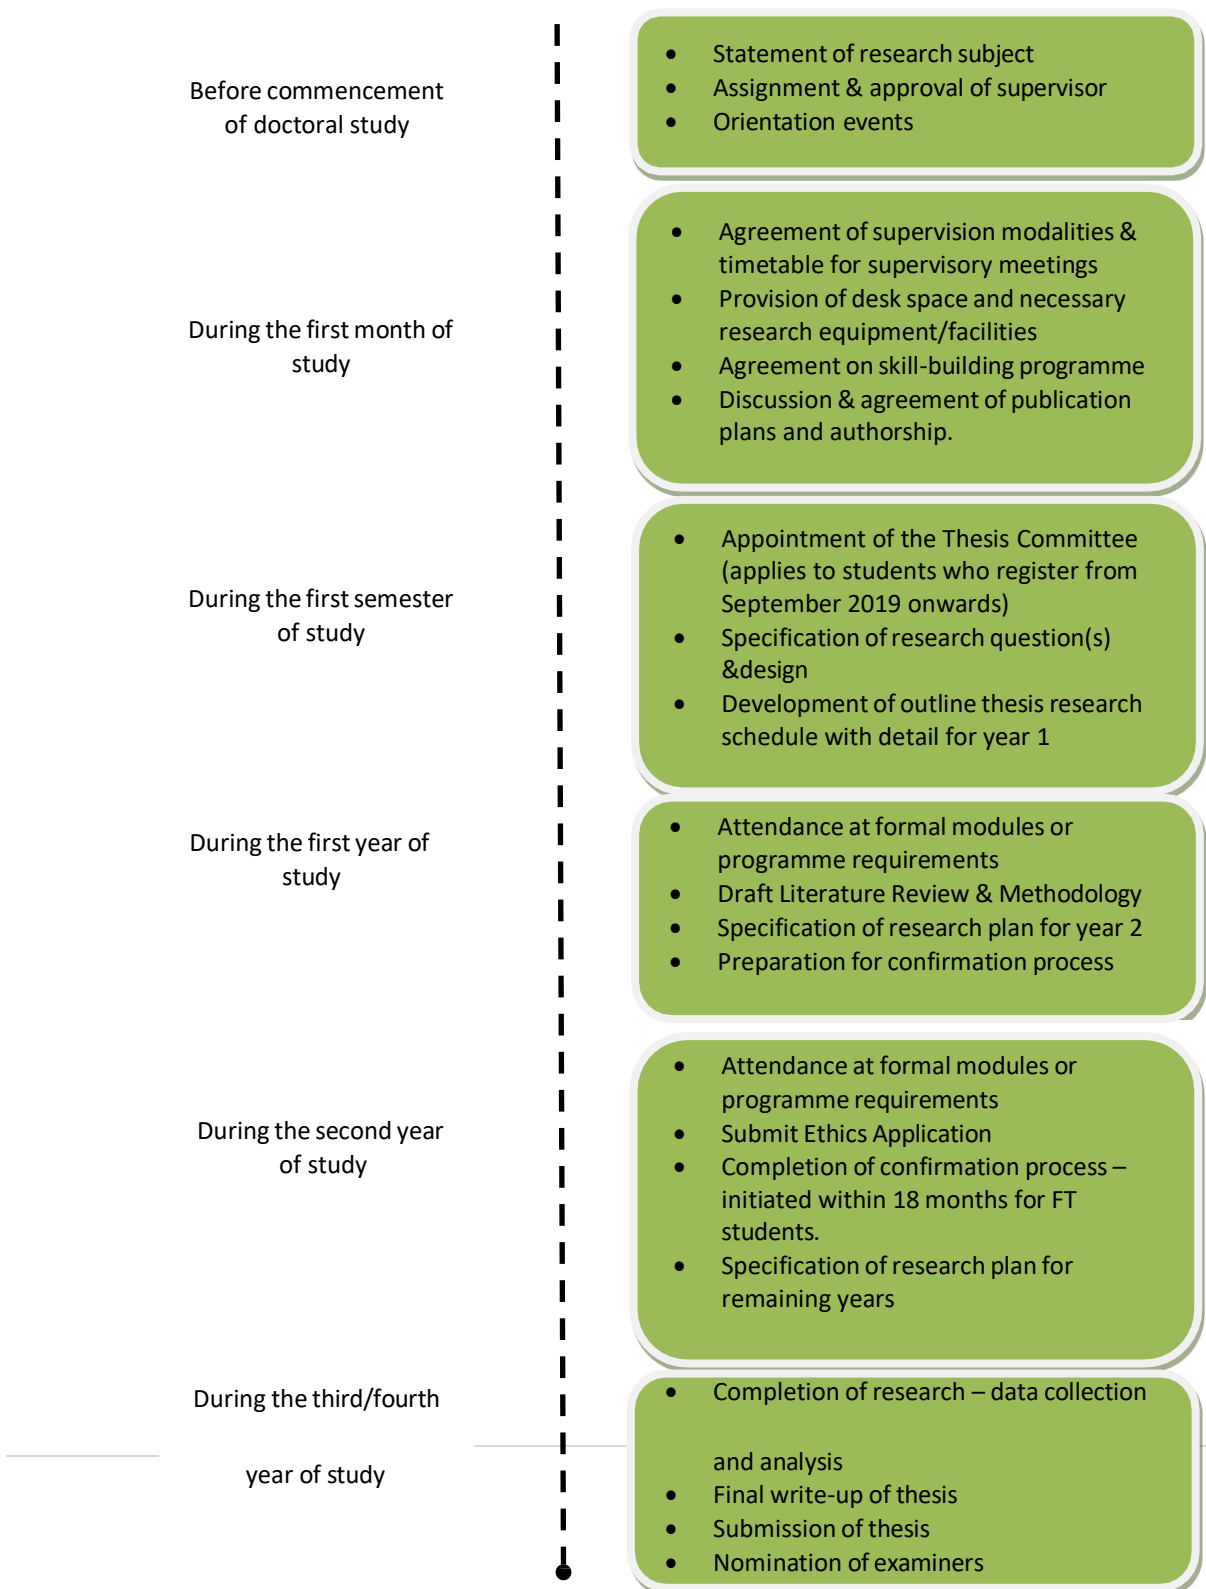 Before commencement
of doctoral study
• Statement of research subject
• Assignment & approval of supervisor
• Orientation events
During the first month of
study
• Agreement of supervision modalities &
timetable for supervisory meetings
• Provision of desk space and necessary
research equipment/facilities
• Agreement on skill-building programme
• Discussion & agreement of publication
plans and authorship.
During the first semester
of study
• Appointment of the Thesis Committee
(applies to students who register from
September 2019 onwards)
• Specification of research question(s)
&design
• Development of outline thesis research
schedule with detail for year 1
During the first year of
study
• Attendance at formal modules or
programme requirements
• Draft Literature Review & Methodology
• Specification of research plan for year 2
• Preparation for confirmation process
During the second year
of study
• Attendance at formal modules or
programme requirements
• Submit Ethics Application
• Completion of confirmation process –
initiated within 18 months for FT
students.
• Specification of research plan for
remaining years
During the third/fourth
year of study
• Completion of research – data collection
and analysis
• Final write-up of thesis
• Submission of thesis
• Nomination of examiners